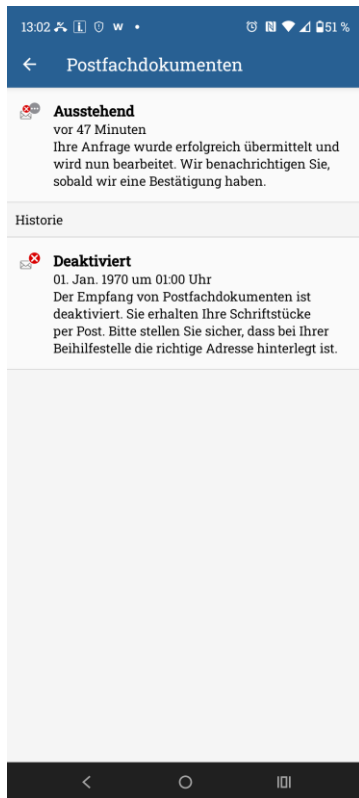 13:02 i W
51 %
Postfachdokumenten
Ausstehend
vor 47 Minuten
Ihre Anfrage wurde erfolgreich übermittelt und
wird nun bearbeitet. Wir benachrichtigen Sie,
sobald wir eine Bestätigung haben.
Historie
Deaktiviert
01. Jan. 1970 um 01:00 Uhr
Der Empfang von Postfachdokumenten ist
deaktiviert. Sie erhalten Ihre Schriftstücke
per Post. Bitte stellen Sie sicher, dass bei Ihrer
Beihilfestelle die richtige Adresse hinterlegt ist.